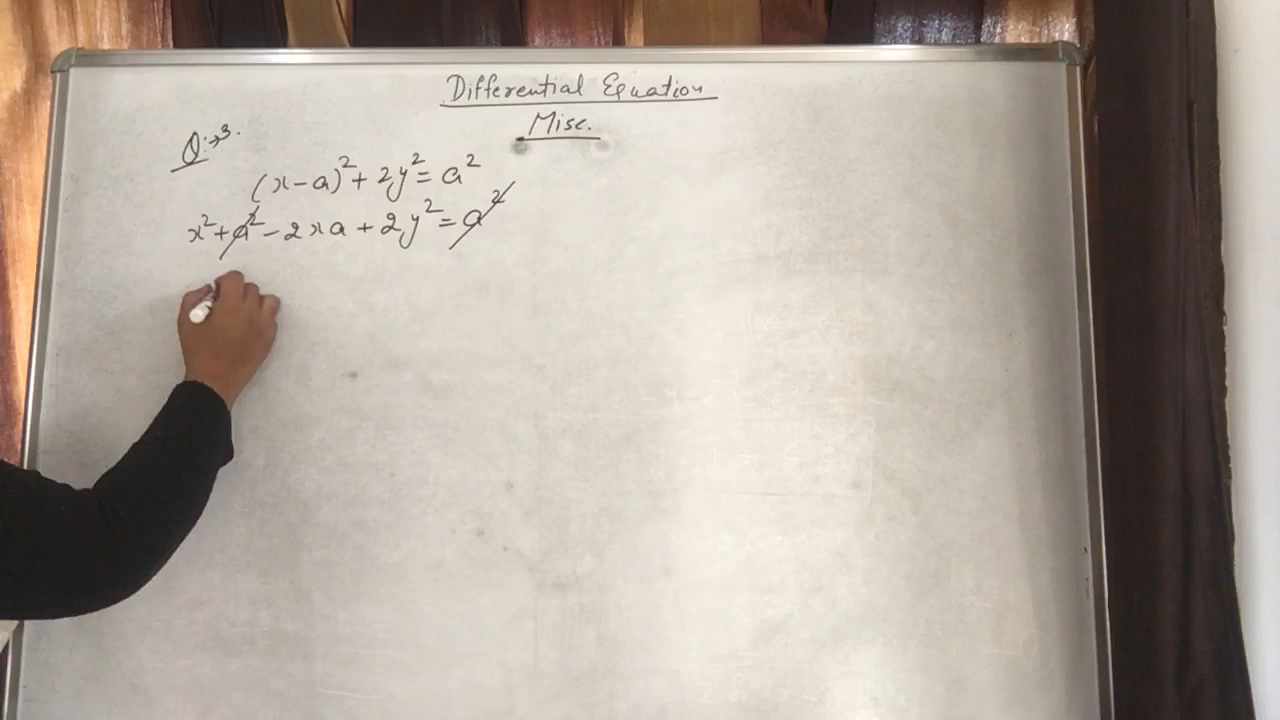 Differential Equation
Misc.
Q:→3.
(x-a)²+2y²=a²
x²+a²-2xa+2y²=a²